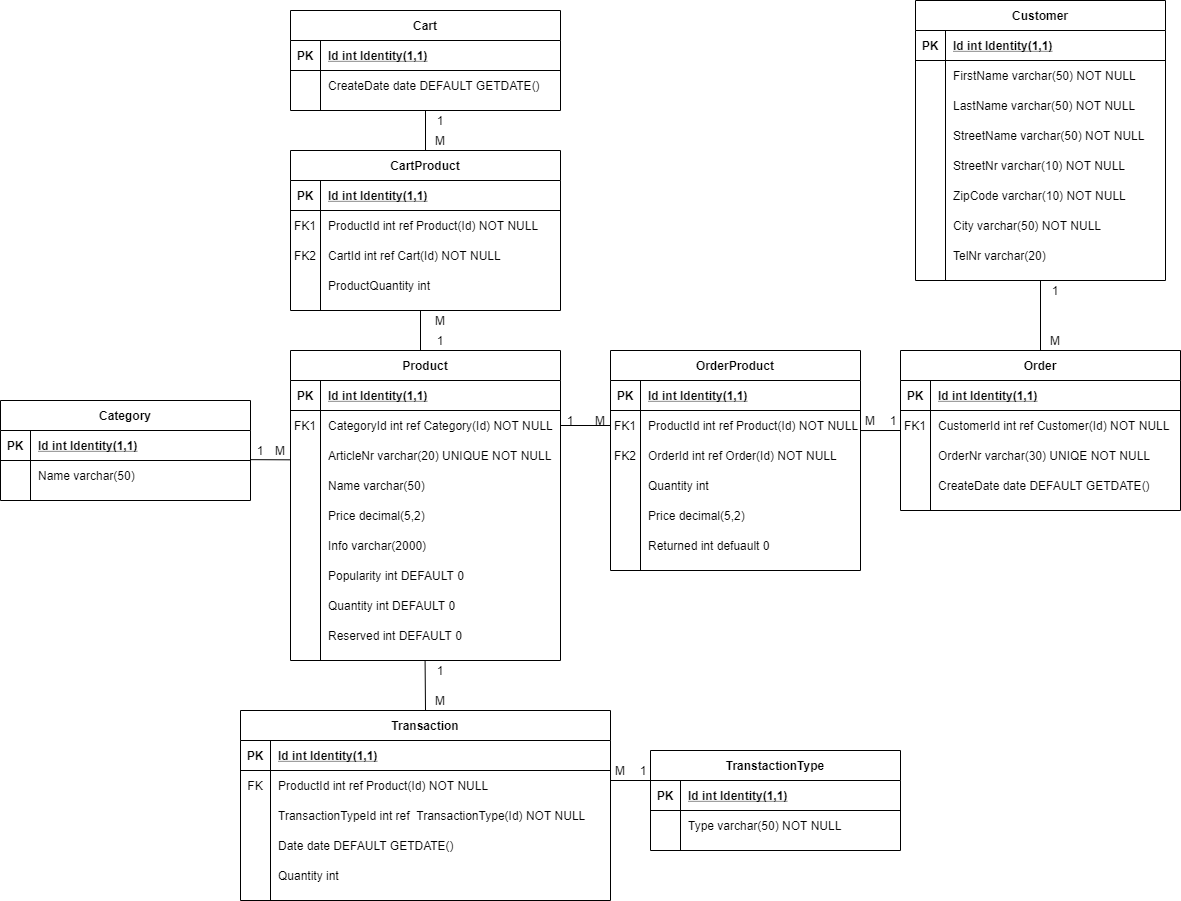 Cart
PK Id int Identity(1,1)
CreateDate date DEFAULT GETDATE()
1
M
CartProduct
PK Id int Identity(1,1)
FK1 ProductId int ref Product(Id) NOT NULL
FK2 CartId int ref Cart(Id) NOT NULL
ProductQuantity int
M
1
Customer
PK Id int Identity(1,1)
FirstName varchar(50) NOT NULL
LastName varchar(50) NOT NULL
StreetName varchar(50) NOT NULL
StreetNr varchar(10) NOT NULL
ZipCode varchar(10) NOT NULL
City varchar(50) NOT NULL
TelNr varchar(20)
1
M
Category
PK Id int Identity(1,1)
Name varchar(50)
1 M
Product
PK Id int Identity(1,1)
FK1 CategoryId int ref Category(Id) NOT NULL
ArticleNr varchar(20) UNIQUE NOT NULL
Name varchar(50)
Price decimal(5,2)
Info varchar(2000)
Popularity int DEFAULT 0
Quantity int DEFAULT 0
Reserved int DEFAULT 0
1 M
OrderProduct
PK Id int Identity(1,1)
FK1 ProductId int ref Product(Id) NOT NULL
FK2 OrderId int ref Order(Id) NOT NULL
Quantity int
Price decimal(5,2)
Returned int defuault 0
M 1
Order
PK Id int Identity(1,1)
FK1 CustomerId int ref Customer(Id) NOT NULL
OrderNr varchar(30) UNIQE NOT NULL
CreateDate date DEFAULT GETDATE()
1
M
Transaction
PK Id int Identity(1,1)
FK ProductId int ref Product(Id) NOT NULL
TransactionTypeId int ref TransactionType(Id) NOT NULL
Date date DEFAULT GETDATE()
Quantity int
M 1
TranstactionType
PK Id int Identity(1,1)
Type varchar(50) NOT NULL